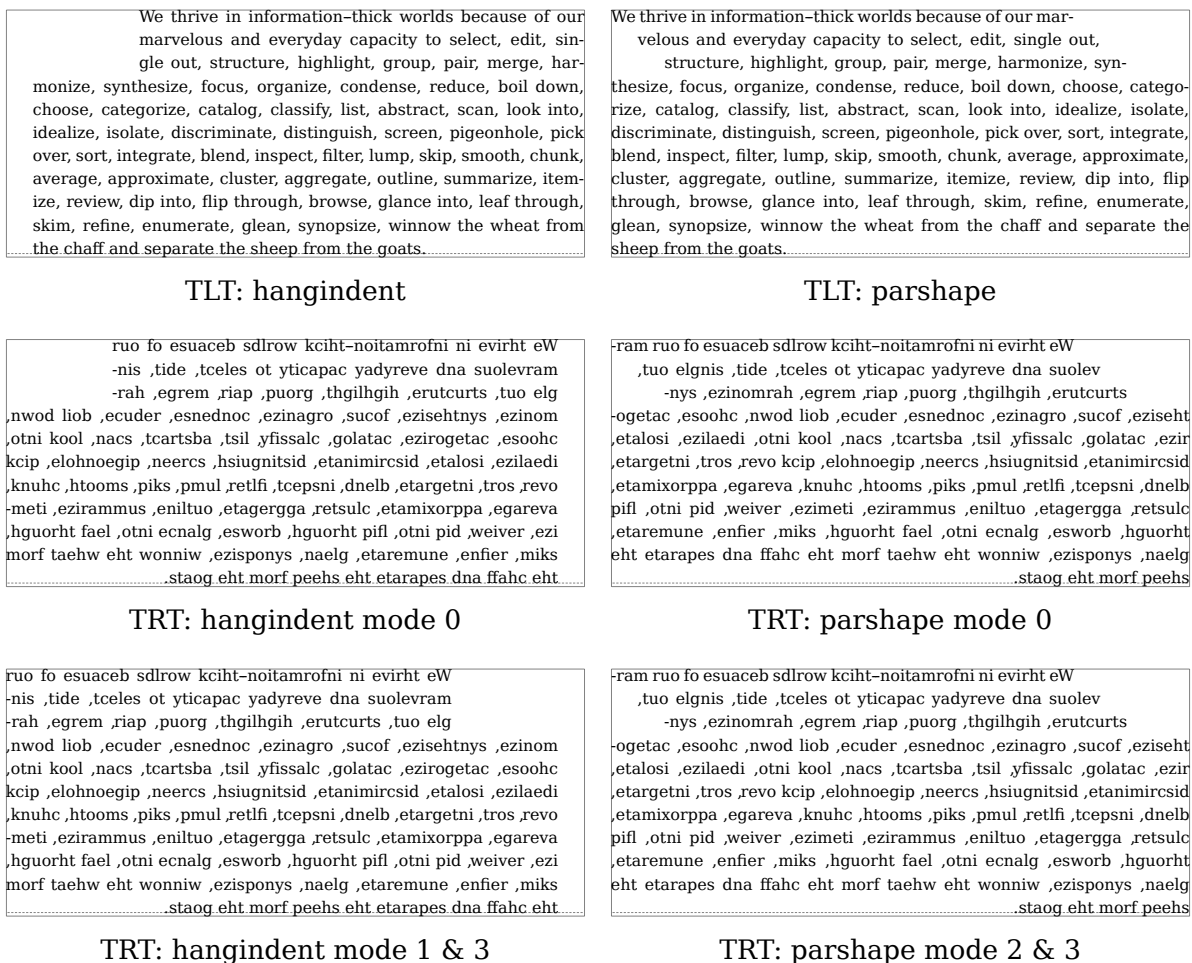 We thrive in information–thick worlds because of our
marvelous and everyday capacity to select, edit, sin-
gle out, structure, highlight, group, pair, merge, har-
monize, synthesize, focus, organize, condense, reduce, boil down,
choose, categorize, catalog, classify, list, abstract, scan, look into,
idealize, isolate, discriminate, distinguish, screen, pigeonhole, pick
over, sort, integrate, blend, inspect, filter, lump, skip, smooth, chunk,
average, approximate, cluster, aggregate, outline, summarize, item-
ize, review, dip into, flip through, browse, glance into, leaf through,
skim, refine, enumerate, glean, synopsize, winnow the wheat from
the chaff and separate the sheep from the goats.
TLT: hangindent
We thrive in information–thick worlds because of our mar-
velous and everyday capacity to select, edit, single out,
structure, highlight, group, pair, merge, harmonize, syn-
thesize, focus, organize, condense, reduce, boil down, choose, catego-
rize, catalog, classify, list, abstract, scan, look into, idealize, isolate,
discriminate, distinguish, screen, pigeonhole, pick over, sort, integrate,
blend, inspect, filter, lump, skip, smooth, chunk, average, approximate,
cluster, aggregate, outline, summarize, itemize, review, dip into, flip
through, browse, glance into, leaf through, skim, refine, enumerate,
glean, synopsize, winnow the wheat from the chaff and separate the
sheep from the goats.
TLT: parshape
ruo fo esuaceb sdlrow kciht–noitamrofni ni evirht eW
-nis ,tide ,tceles ot yticapac yadyreve dna suolevram
-rah ,egrem ,riap ,puorg ,thgilhgih ,erutcurts ,tuo elg
,nwod liob ,ecuder ,esnednoc ,ezinagro ,sucof ,ezisehtnys ,ezinom
,otni kool ,nacs ,tcartsba ,tsil ,yfissalc ,golatac ,ezirogetac ,esoohc
kcip ,elohnoegip ,neercs ,hsiugnitsid ,etanimircsid ,etalosi ,ezilaedi
,knuhc ,htooms ,piks ,pmul ,retlfi ,tcepsni ,dnelb ,etargetni ,tros ,revo
-meti ,ezirammus ,eniltuo ,etagergga ,retsulc ,etamixorppa ,egareva
,hguorht fael ,otni ecnalg ,esworb ,hguorht pifl ,otni pid ,weiver ,ezi
morf taehw eht wonniw ,ezisponys ,naelg ,etaremune ,enfier ,miks
.staog eht morf peehs eht etarapes dna ffahc eht
TRT: hangindent mode 0
-ram ruo fo esuaceb sdlrow kciht–noitamrofni ni evirht eW
,tuo elgnis ,tide ,tceles ot yticapac yadyreve dna suolev
-nys ,ezinomrah ,egrem ,riap ,puorg ,thgilhgih ,erutcurts
-ogetac ,esoohc ,nwod liob ,ecuder ,esnednoc ,ezinagro ,sucof ,eziseht
,etalosi ,ezilaedi ,otni kool ,nacs ,tcartsba ,tsil ,yfissalc ,golatac ,ezir
,etargetni ,tros ,revo kcip ,elohnoegip ,neercs ,hsiugnitsid ,etanimircsid
,etamixorppa ,egareva ,knuhc ,htooms ,piks ,pmul ,retlfi ,tcepsni ,dnelb
pifl ,otni pid ,weiver ,ezimeti ,ezirammus ,eniltuo ,etagergga ,retsulc
,etaremune ,enfier ,miks ,hguorht fael ,otni ecnalg ,esworb ,hguorht
eht etarapes dna ffahc eht morf taehw eht wonniw ,ezisponys ,naelg
.staog eht morf peehs
TRT: parshape mode 0
ruo fo esuaceb sdlrow kciht–noitamrofni ni evirht eW
-nis ,tide ,tceles ot yticapac yadyreve dna suolevram
-rah ,egrem ,riap ,puorg ,thgilhgih ,erutcurts ,tuo elg
,nwod liob ,ecuder ,esnednoc ,ezinagro ,sucof ,ezisehtnys ,ezinom
,otni kool ,nacs ,tcartsba ,tsil ,yfissalc ,golatac ,ezirogetac ,esoohc
kcip ,elohnoegip ,neercs ,hsiugnitsid ,etanimircsid ,etalosi ,ezilaedi
,knuhc ,htooms ,piks ,pmul ,retlfi ,tcepsni ,dnelb ,etargetni ,tros ,revo
-meti ,ezirammus ,eniltuo ,etagergga ,retsulc ,etamixorppa ,egareva
,hguorht fael ,otni ecnalg ,esworb ,hguorht pifl ,otni pid ,weiver ,ezi
morf taehw eht wonniw ,ezisponys ,naelg ,etaremune ,enfier ,miks
.staog eht morf peehs eht etarapes dna ffahc eht
TRT: hangindent mode 1 & 3
-ram ruo fo esuaceb sdlrow kciht–noitamrofni ni evirht eW
,tuo elgnis ,tide ,tceles ot yticapac yadyreve dna suolev
-nys ,ezinomrah ,egrem ,riap ,puorg ,thgilhgih ,erutcurts
-ogetac ,esoohc ,nwod liob ,ecuder ,esnednoc ,ezinagro ,sucof ,eziseht
,etalosi ,ezilaedi ,otni kool ,nacs ,tcartsba ,tsil ,yfissalc ,golatac ,ezir
,etargetni ,tros ,revo kcip ,elohnoegip ,neercs ,hsiugnitsid ,etanimircsid
,etamixorppa ,egareva ,knuhc ,htooms ,piks ,pmul ,retlfi ,tcepsni ,dnelb
pifl ,otni pid ,weiver ,ezimeti ,ezirammus ,eniltuo ,etagergga ,retsulc
,etaremune ,enfier ,miks ,hguorht fael ,otni ecnalg ,esworb ,hguorht
eht etarapes dna ffahc eht morf taehw eht wonniw ,ezisponys ,naelg
.staog eht morf peehs
TRT: parshape mode 2 & 3